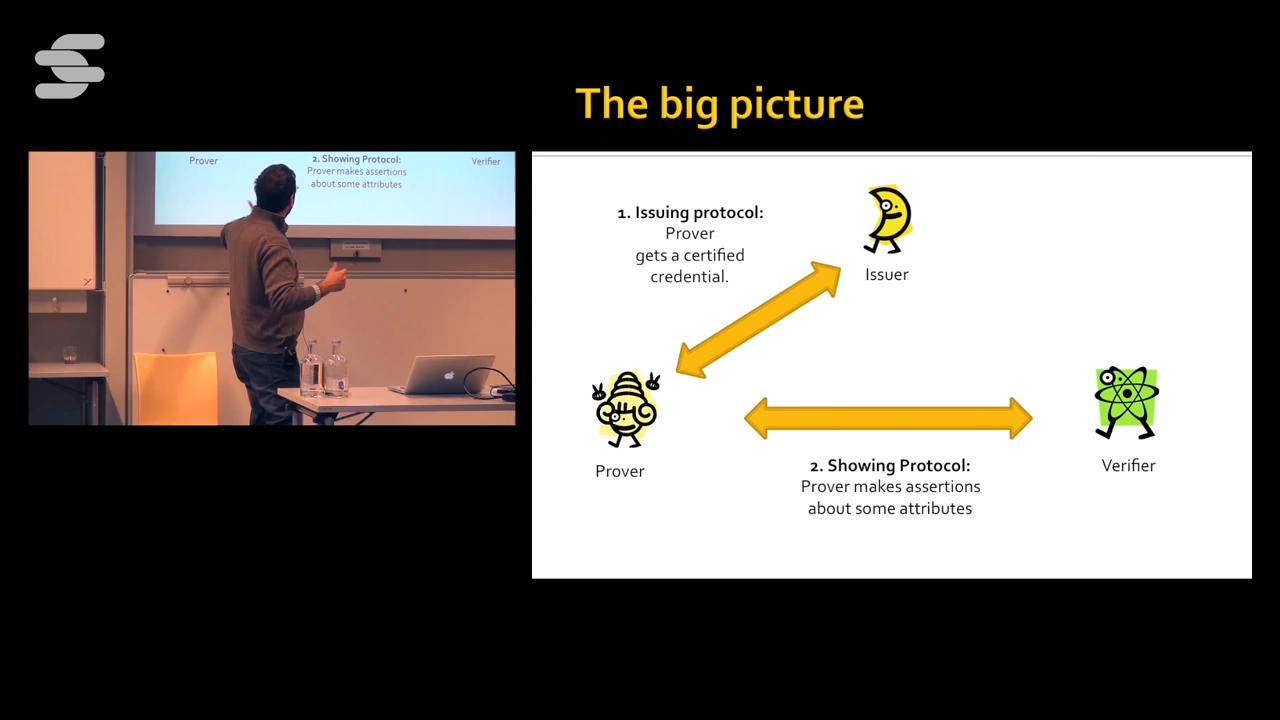 The big picture
Prover
2. Showing Protocol:
Prover makes assertions
about some attributes
Verifier
1. Issuing protocol:
Prover
gets a certified
credential.
Issuer
Prover
2. Showing Protocol:
Prover makes assertions
about some attributes
Verifier